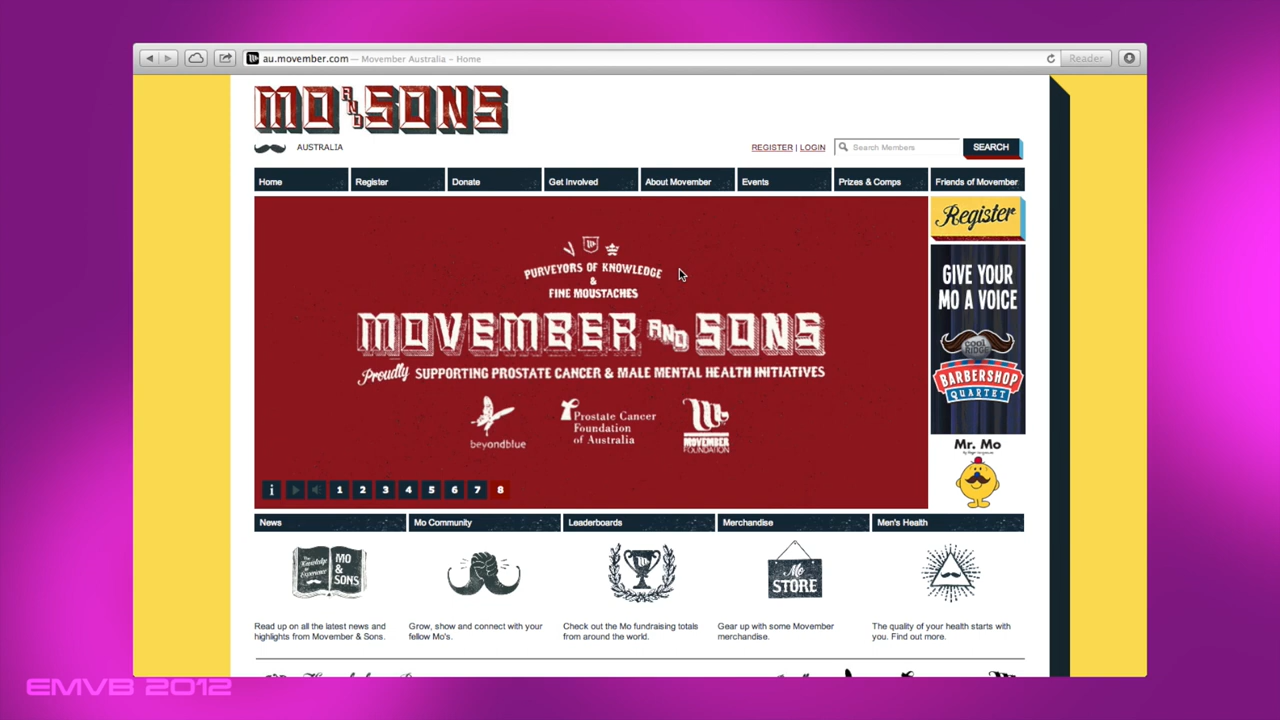 au.movember.com — Movember Australia – Home
Reader
MO AND SONS
AUSTRALIA
REGISTER | LOGIN
Search Members
SEARCH
Home
Register
Donate
Get Involved
About Movember
Events
Prizes & Comps
Friends of Movember
PURVEYORS OF KNOWLEDGE
&
FINE MOUSTACHES
MOVEMBER AND SONS
Proudly SUPPORTING PROSTATE CANCER & MALE MENTAL HEALTH INITIATIVES
beyondblue
Prostate Cancer
Foundation
of Australia
MOVEMBER
FOUNDATION
i
1 2 3 4 5 6 7 8
Register
GIVE YOUR
MO A VOICE
BARBERSHOP
QUARTET
Mr. Mo
News
Mo Community
Leaderboards
Merchandise
Men's Health
MO
&
SONS
Mo
STORE
Read up on all the latest news and
highlights from Movember & Sons.
Grow, show and connect with your
fellow Mo's.
Check out the Mo fundraising totals
from around the world.
Gear up with some Movember
merchandise.
The quality of your health starts with
you. Find out more.
EMVB 2012